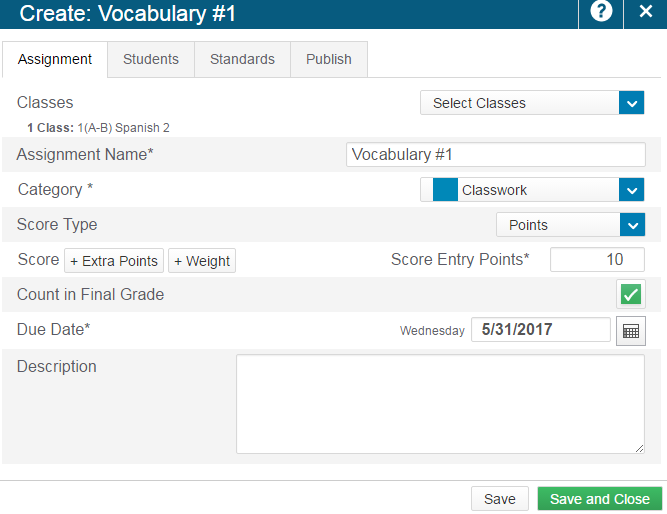 Create: Vocabulary #1 ? ×
Assignment Students Standards Publish
Classes Select Classes
1 Class: 1(A-B) Spanish 2
Assignment Name* Vocabulary #1
Category * Classwork
Score Type Points
Score + Extra Points + Weight Score Entry Points* 10
Count in Final Grade
Due Date* Wednesday 5/31/2017
Description
Save Save and Close